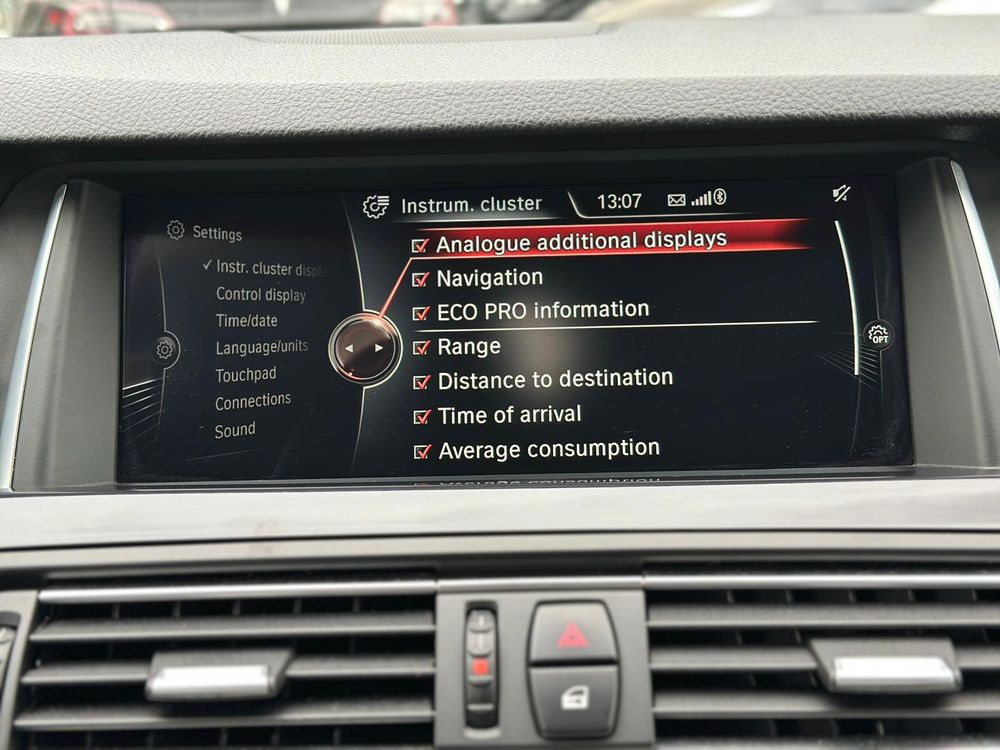 Instrum. cluster 13:07
Settings
Instr. cluster displa
Control display
Time/date
Language/units
Touchpad
Connections
Sound
Analogue additional displays
Navigation
ECO PRO information
Range
Distance to destination
Time of arrival
Average consumption
OPT